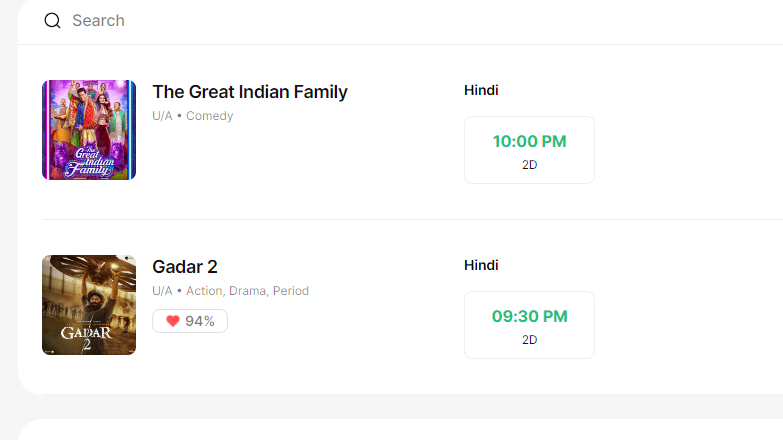 Search
The Great Indian Family
U/A • Comedy
Hindi
10:00 PM
2D
The
Great
Indian
Family
Gadar 2
U/A • Action, Drama, Period
94%
Hindi
09:30 PM
2D
GADAR
2